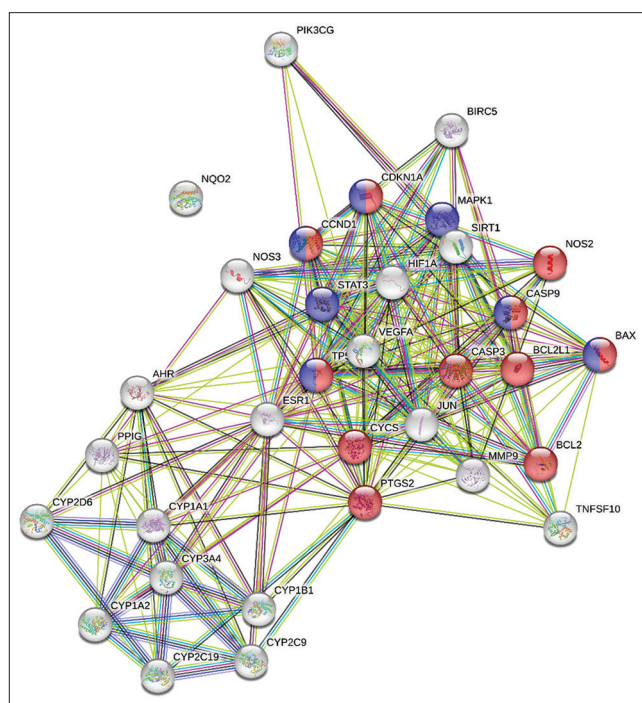 PIK3CG
BIRC5
NQO2
CDKN1A
MAPK1
CCND1
SIRT1
NOS2
NOS3
HIF1A
STAT3
CASP9
VEGFA
BAX
CASP3
BCL2L1
AHR
ESR1
JUN
CYCS
PPIG
MMP9
BCL2
PTGS2
CYP2D6
CYP1A1
TNFSF10
CYP3A4
CYP1B1
CYP1A2
CYP2C9
CYP2C19